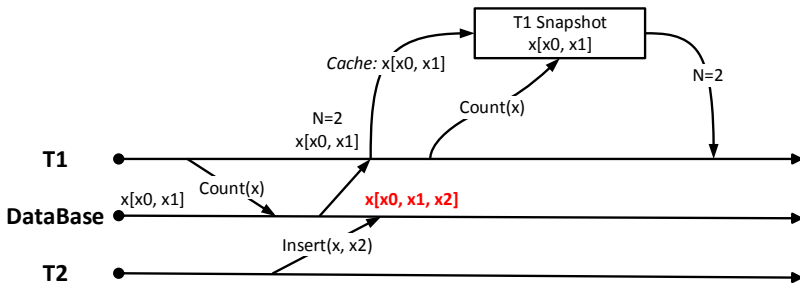 T1 Snapshot
x[x0, x1]
Cache: x[x0, x1]
N=2
Count(x)
N=2
x[x0, x1]
T1
Count(x)
x[x0, x1]
x[x0, x1, x2]
DataBase
Insert(x, x2)
T2